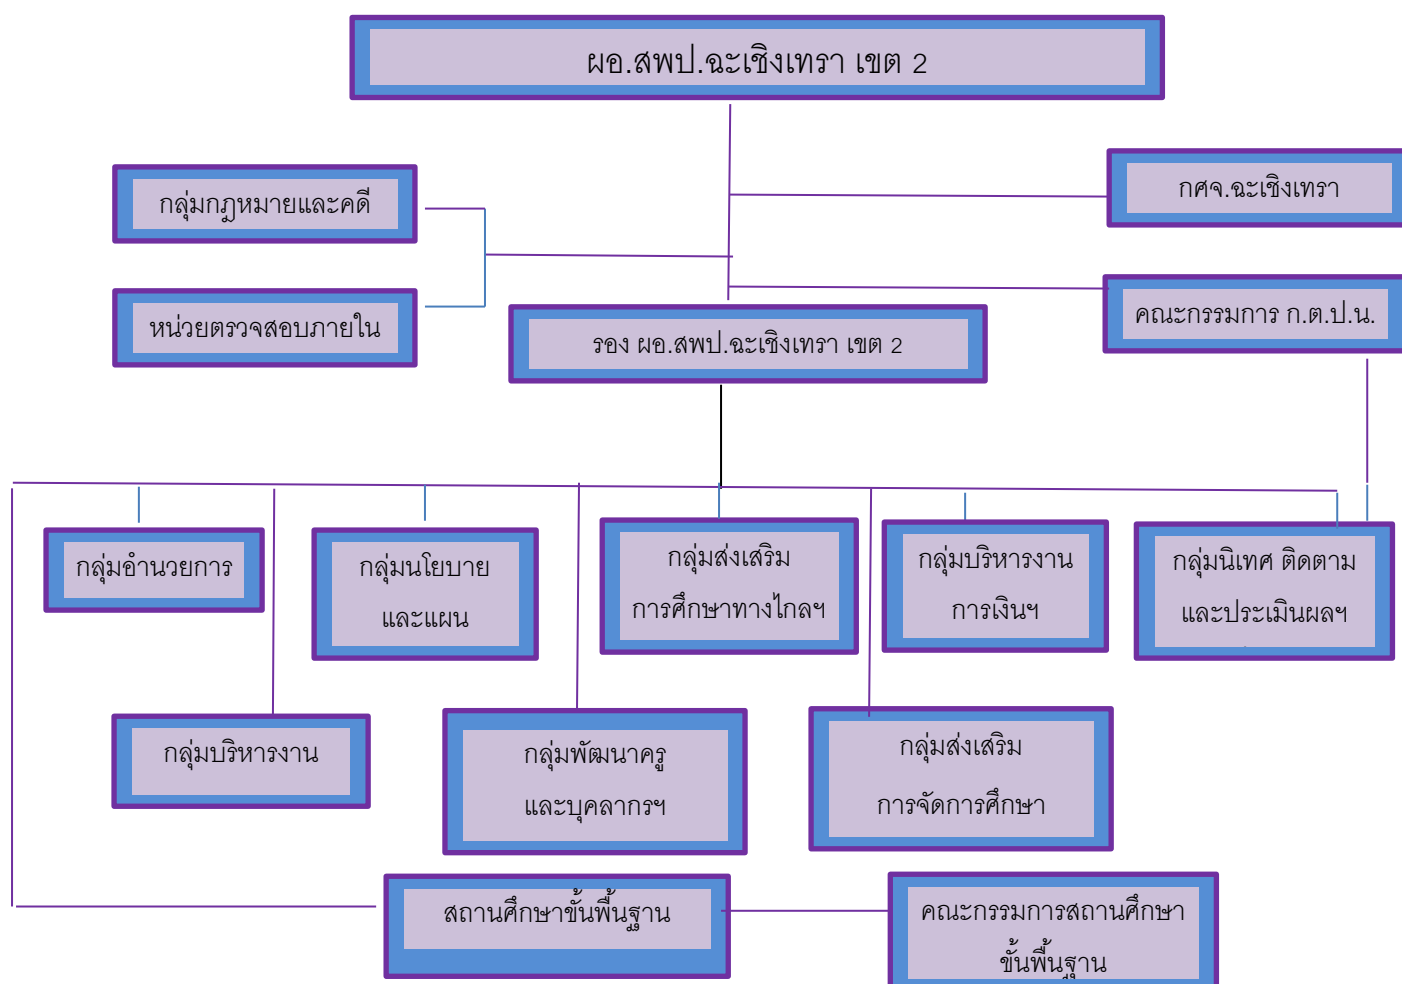 ผอ.สพป.ฉะเชิงเทรา เขต 2
กลุ่มกฎหมายและคดี
กศจ.ฉะเชิงเทรา
หน่วยตรวจสอบภายใน
คณะกรรมการ ก.ต.ป.น.
รอง ผอ.สพป.ฉะเชิงเทรา เขต 2
กลุ่มอำนวยการ
กลุ่มนโยบาย
และแผน
กลุ่มส่งเสริม
การศึกษาทางไกลฯ
กลุ่มบริหารงาน
การเงินฯ
กลุ่มนิเทศ ติดตาม
และประเมินผลฯ
กลุ่มบริหารงาน
กลุ่มพัฒนาครู
และบุคลากรฯ
กลุ่มส่งเสริม
การจัดการศึกษา
สถานศึกษาขั้นพื้นฐาน
คณะกรรมการสถานศึกษา
ขั้นพื้นฐาน